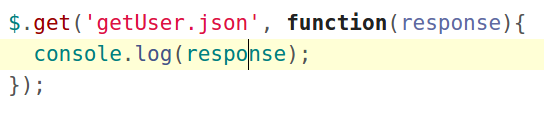 $.get('getUser.json', function(response){
  console.log(response);
});